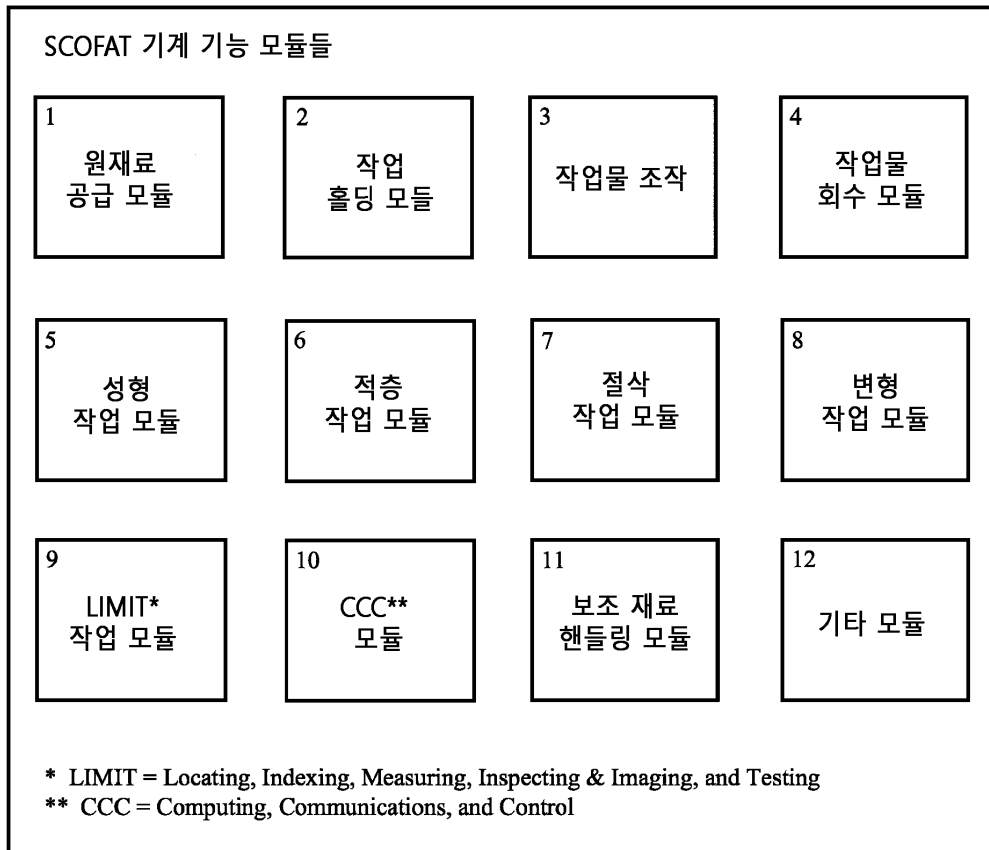 SCOFAT 기계 기능 모듈들
1
원재료
공급 모듈
2
작업
홀딩 모들
3
작업물 조작
4
작업물
회수 모듈
5
성형
작업 모듈
6
적층
작업 모듈
7
절삭
작업 모듈
8
변형
작업 모듈
9
LIMIT*
작업 모듈
10
CCC**
모듈
11
보조 재료
핸들링 모듈
12
기타 모듈
* LIMIT = Locating, Indexing, Measuring, Inspecting & Imaging, and Testing
** CCC = Computing, Communications, and Control